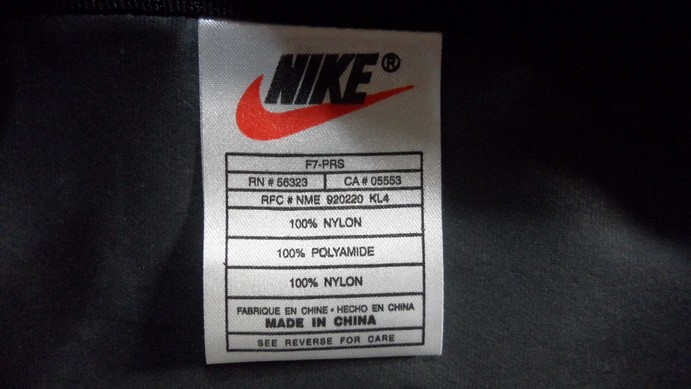 NIKE®
F7-PRS
RN # 56323 CA # 05553
RFC # NME 920220 KL4
100% NYLON
100% POLYAMIDE
100% NYLON
FABRIQUE EN CHINE • HECHO EN CHINA
MADE IN CHINA
SEE REVERSE FOR CARE